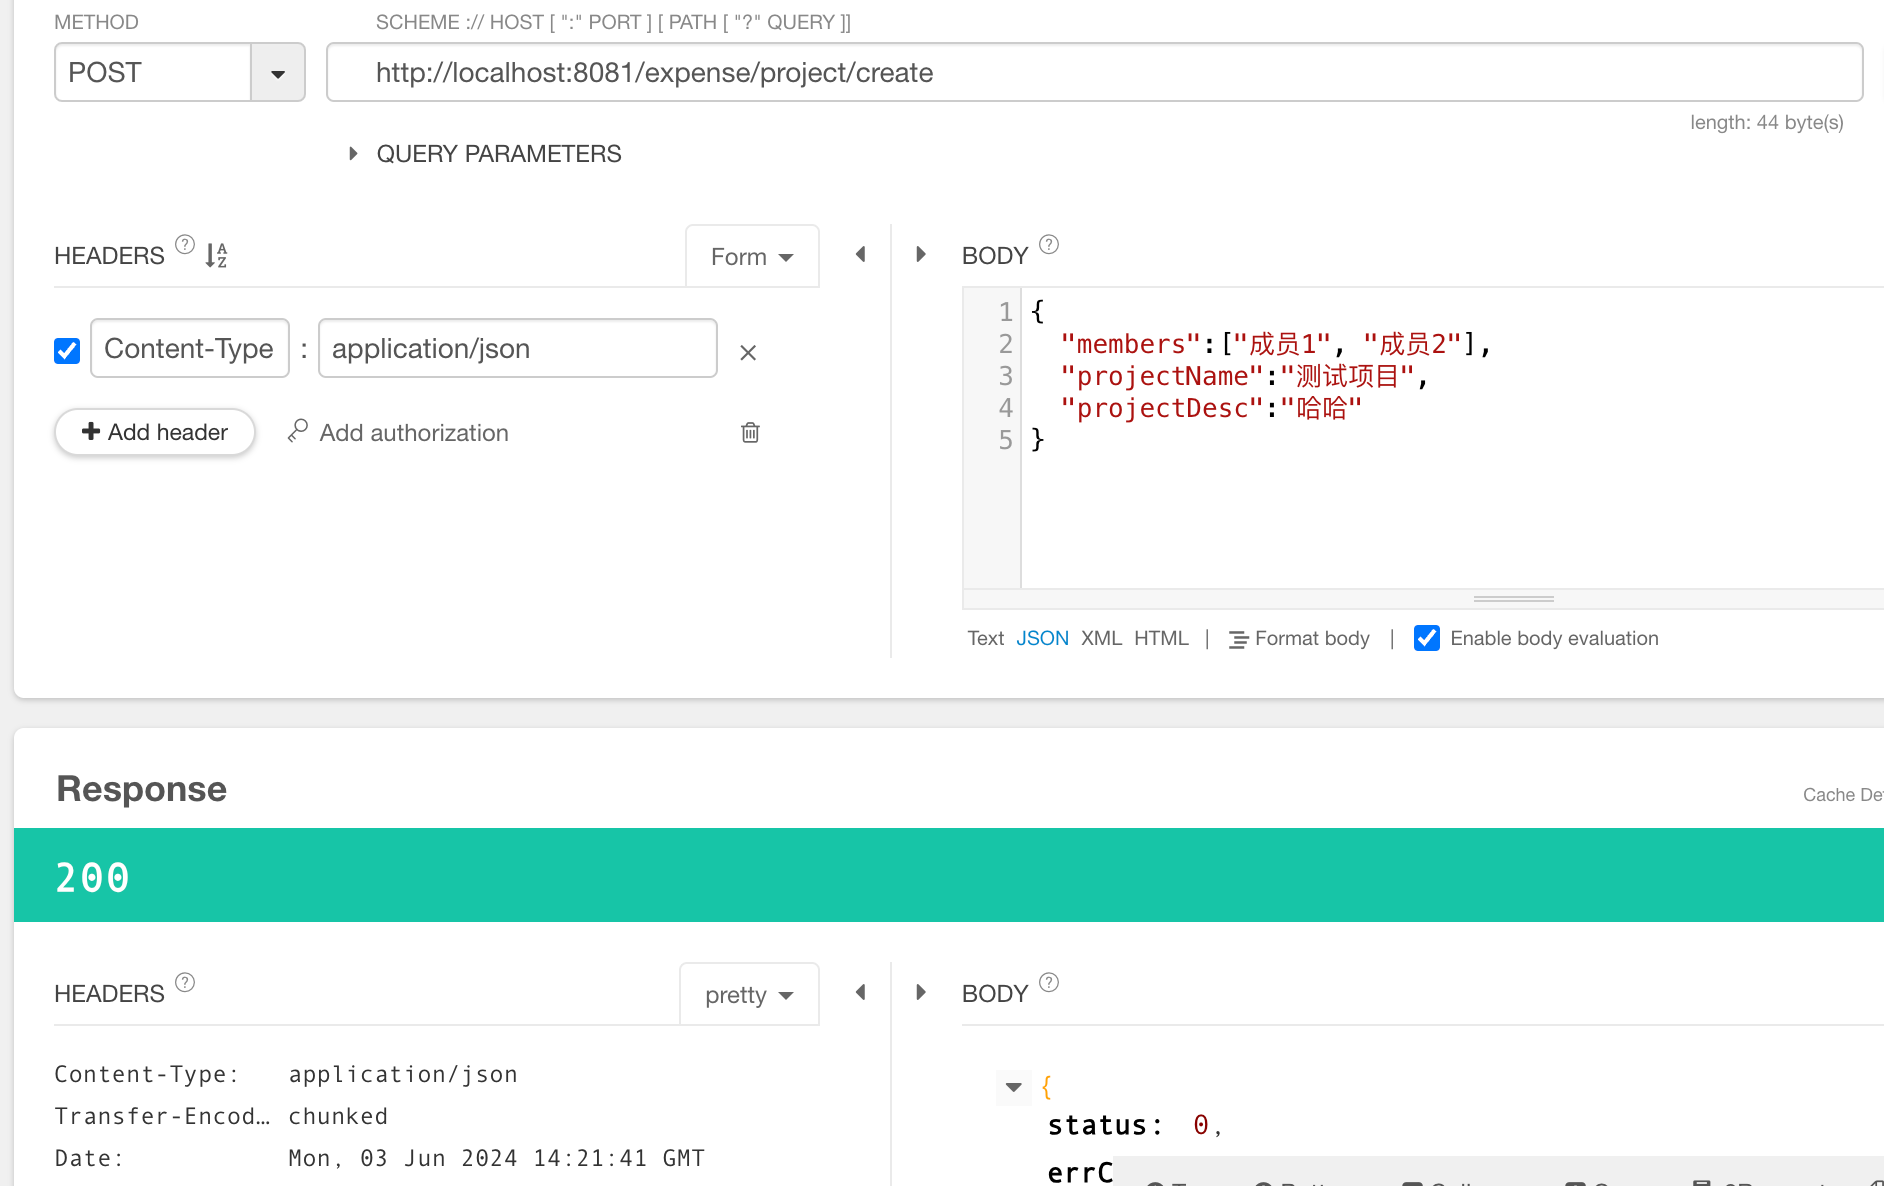 METHOD
SCHEME :// HOST [ ":" PORT ] [ PATH [ "?" QUERY ]]
POST
http://localhost:8081/expense/project/create
length: 44 byte(s)
QUERY PARAMETERS
HEADERS ? A Z
Form
BODY ?
Content-Type : application/json
Add header
Add authorization
1 {
2 "members":["成员1", "成员2"],
3 "projectName":"测试项目",
4 "projectDesc":"哈哈"
5 }
Text JSON XML HTML | Format body | Enable body evaluation
Response
Cache
200
HEADERS ?
pretty
BODY ?
Content-Type: application/json
Transfer-Encod… chunked
Date: Mon, 03 Jun 2024 14:21:41 GMT
{
status: 0,
errC